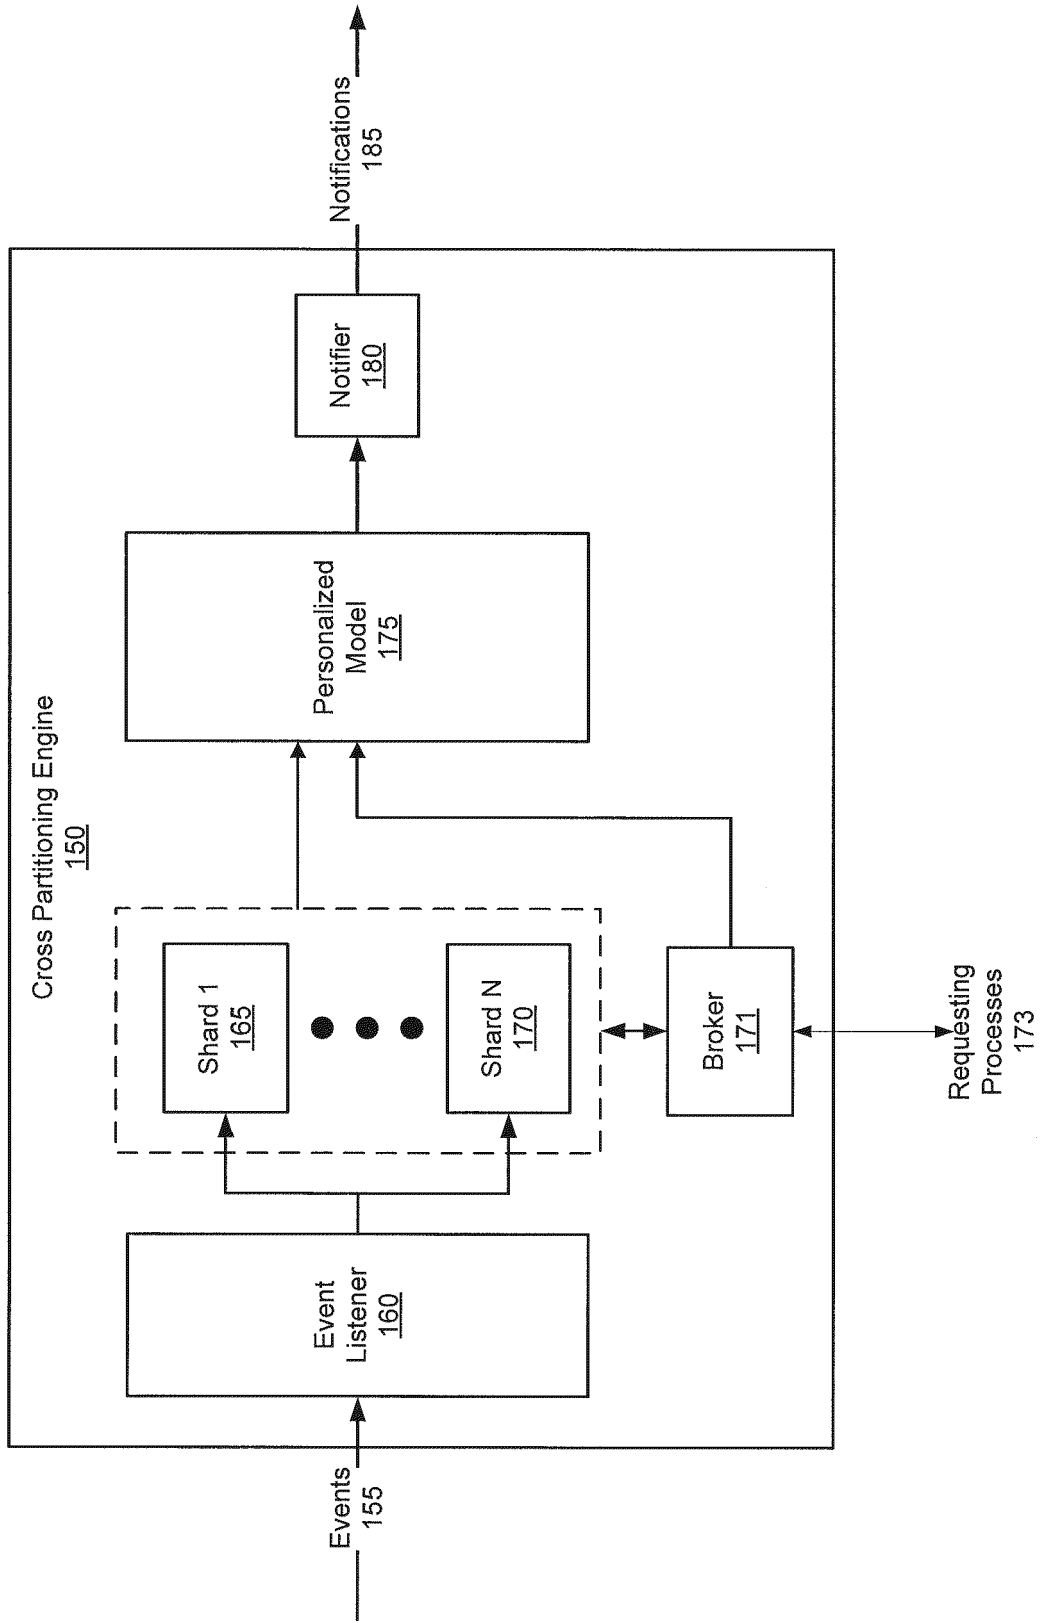 Cross Partitioning Engine
150
Events
155
Event
Listener
160
Shard 1
165
Shard N
170
Broker
171
Requesting
Processes
173
Personalized
Model
175
Notifier
180
Notifications
185